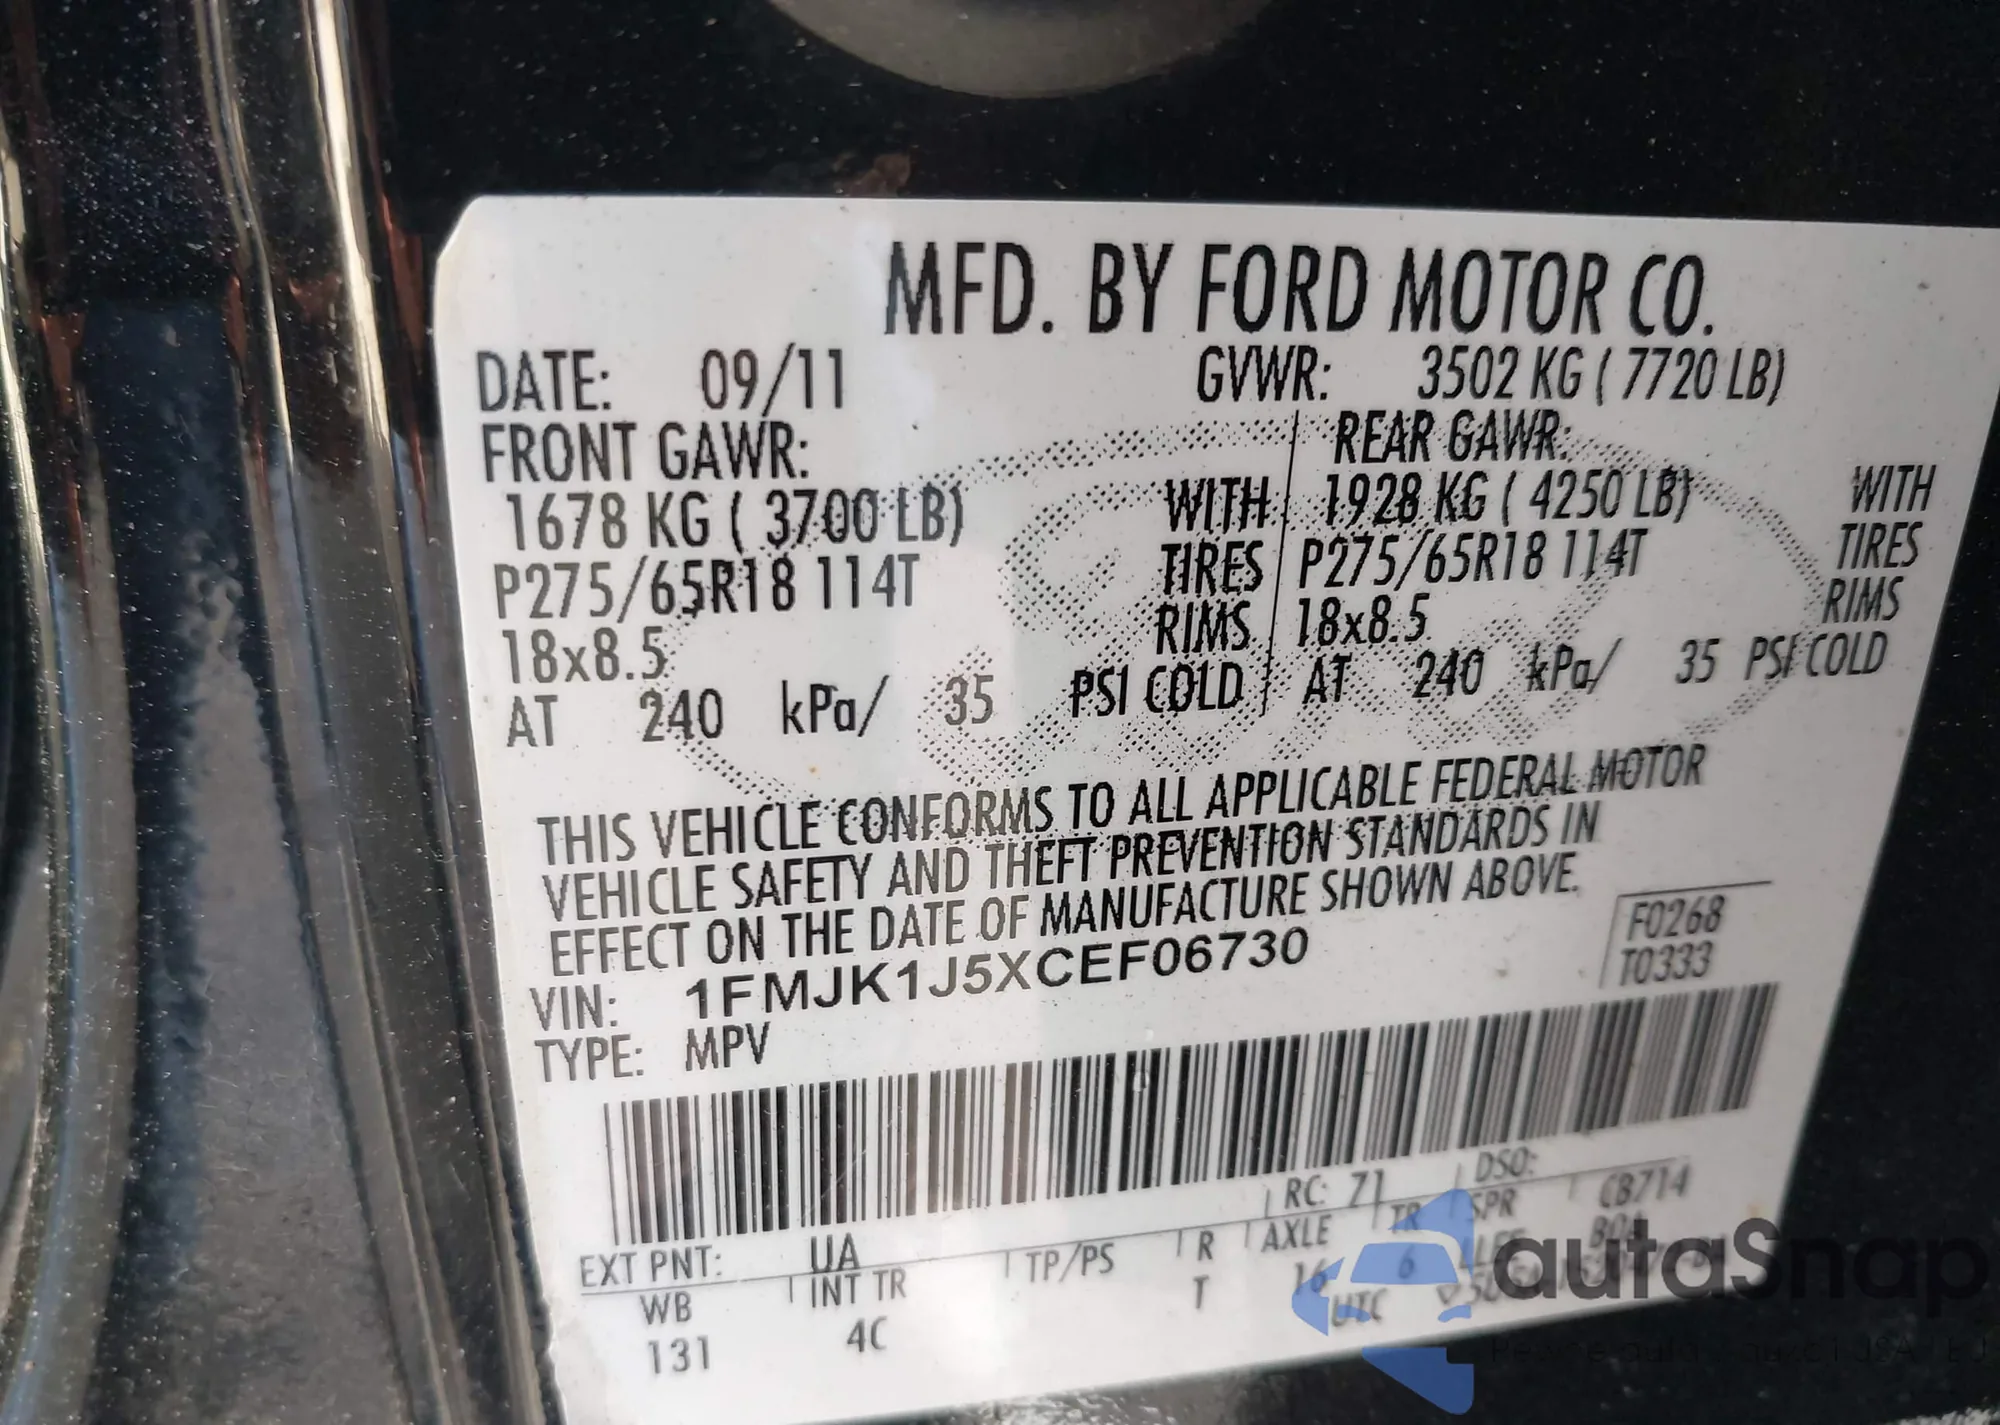 MFD. BY FORD MOTOR CO.
DATE: 09/11 GVWR: 3502 KG ( 7720 LB)
FRONT GAWR: REAR GAWR:
1678 KG ( 3700 LB) WITH 1928 KG ( 4250 LB) WITH
P275/65R18 114T TIRES P275/65R18 114T TIRES
18x8.5 RIMS 18x8.5 RIMS
AT 240 kPa/ 35 PSI COLD AT 240 kPa/ 35 PSI COLD
THIS VEHICLE CONFORMS TO ALL APPLICABLE FEDERAL MOTOR
VEHICLE SAFETY AND THEFT PREVENTION STANDARDS IN
EFFECT ON THE DATE OF MANUFACTURE SHOWN ABOVE.
F0268
T0333
VIN: 1FMJK1J5XCEF06730
TYPE: MPV
EXT PNT: UA RC: 71 DSO:
WB INT TR TP/PS R AXLE TR SPR CB714
131 4C T 16 6
UTC
autaSnap